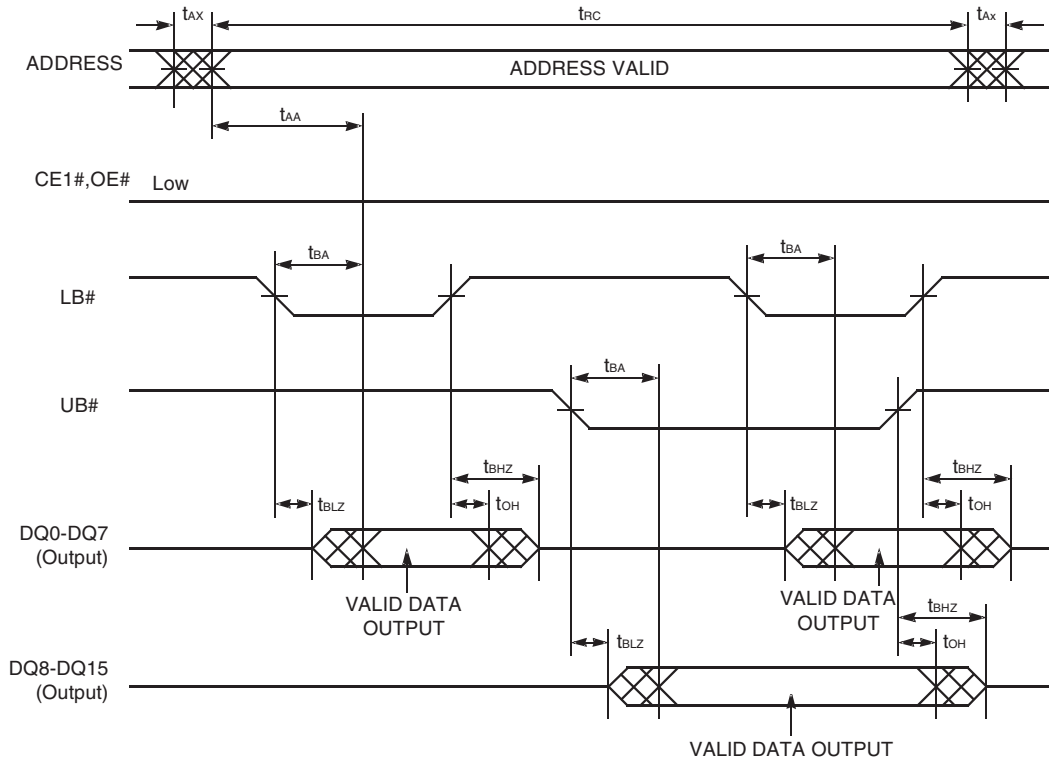 tAX tRC tAx
ADDRESS ADDRESS VALID
tAA
CE1#,OE# Low
tBA tBA
LB#
tBA
UB#
tBHZ tBHZ
tBLZ tOH tBLZ tOH
DQ0-DQ7
(Output)
VALID DATA
OUTPUT
VALID DATA
OUTPUT
tBHZ
tBLZ tOH
DQ8-DQ15
(Output)
VALID DATA OUTPUT